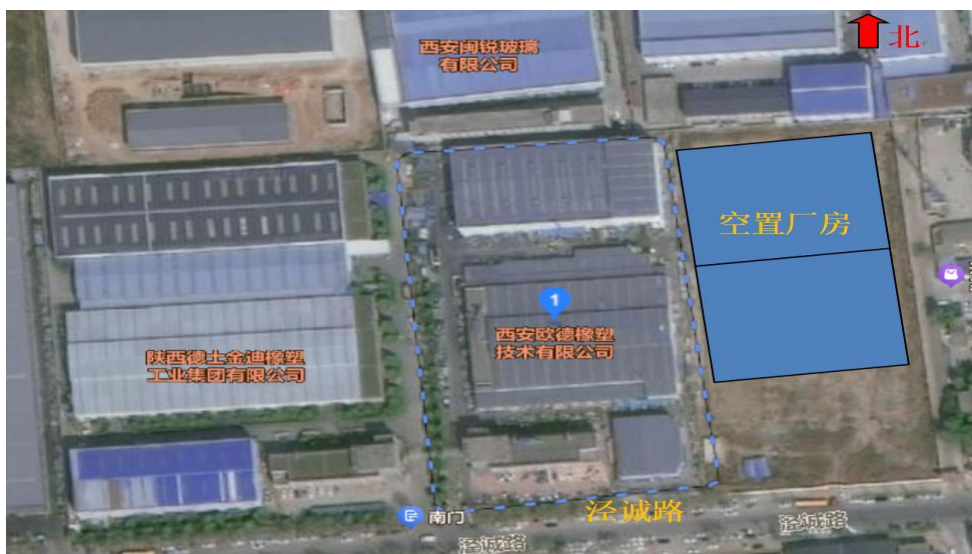 西安闽锐玻璃
有限公司
北
空置厂房
1
西安欧德橡塑
技术有限公司
陕西德土金迪橡塑
工业集团有限公司
泾诚路
泾诚路
南门
泾诚路